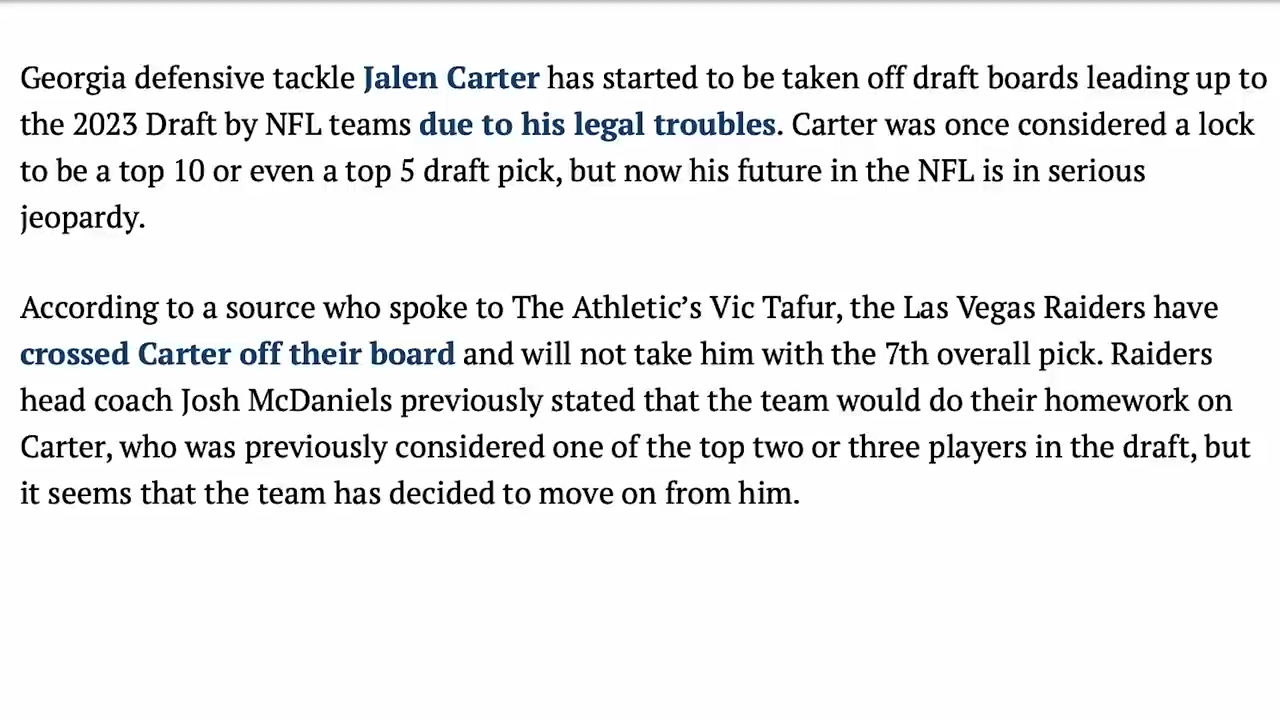 Georgia defensive tackle Jalen Carter has started to be taken off draft boards leading up to
the 2023 Draft by NFL teams due to his legal troubles. Carter was once considered a lock
to be a top 10 or even a top 5 draft pick, but now his future in the NFL is in serious
jeopardy.
According to a source who spoke to The Athletic’s Vic Tafur, the Las Vegas Raiders have
crossed Carter off their board and will not take him with the 7th overall pick. Raiders
head coach Josh McDaniels previously stated that the team would do their homework on
Carter, who was previously considered one of the top two or three players in the draft, but
it seems that the team has decided to move on from him.